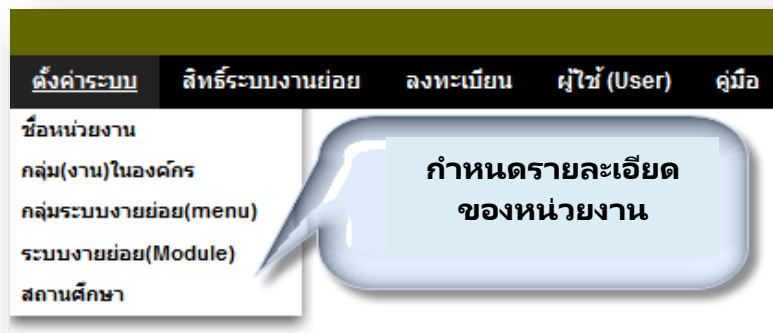 ตั้งค่าระบบ สิทธิ์ระบบงานย่อย ลงทะเบียน ผู้ใช้ (User) คู่มือ
ชื่อหน่วยงาน
กลุ่ม(งาน)ในองค์กร
กลุ่มระบบงายย่อย(menu)
ระบบงายย่อย(Module)
สถานศึกษา
กำหนดรายละเอียด
ของหน่วยงาน